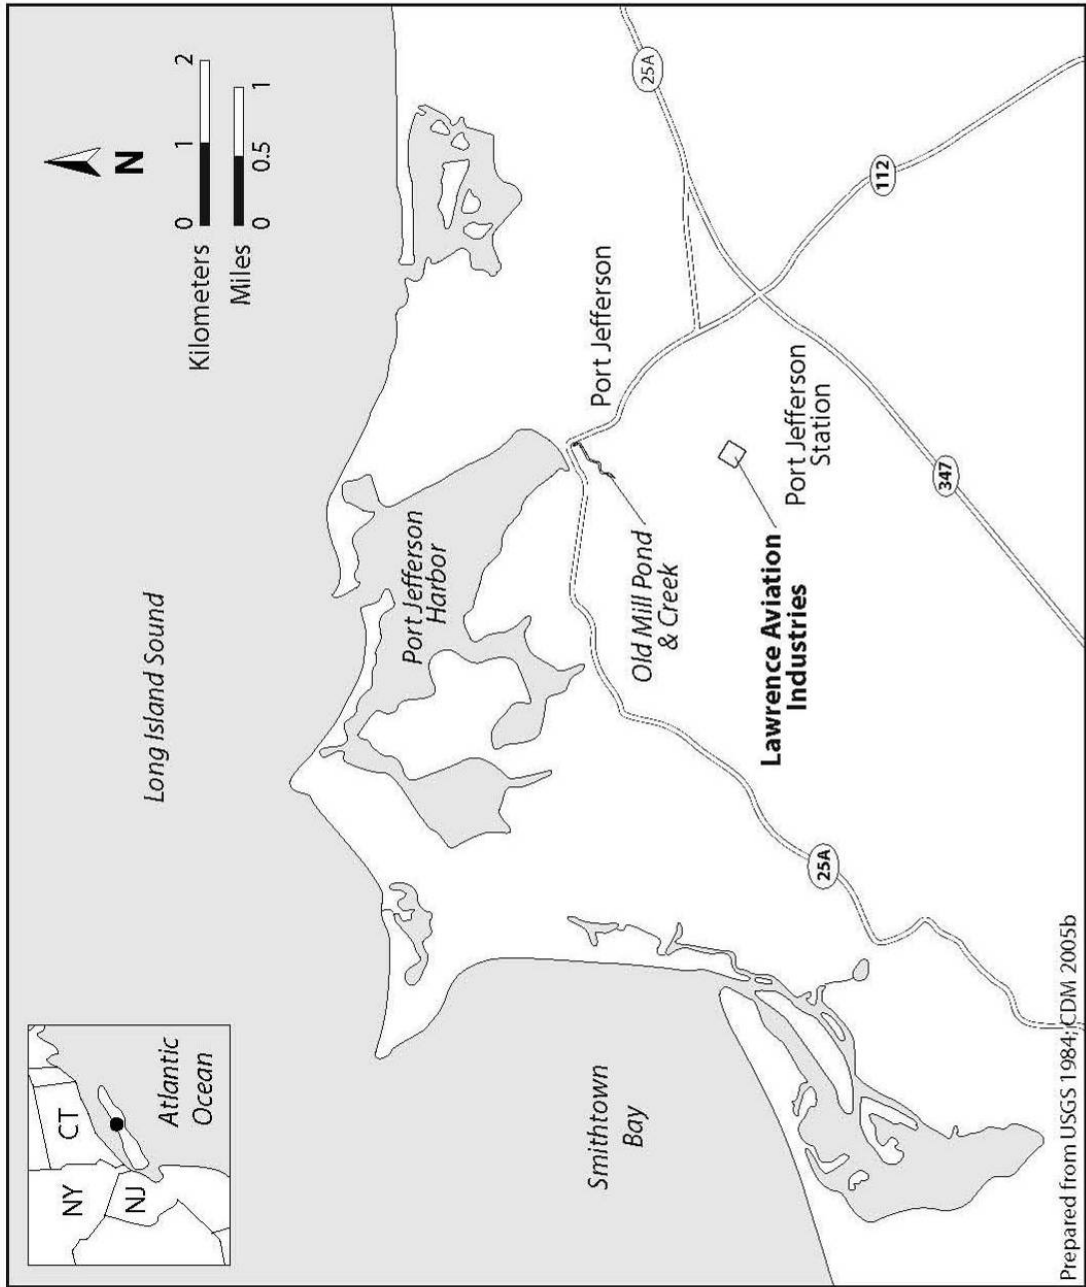 NY
CT
NJ
Atlantic
Ocean
Long Island Sound
N
Kilometers
0 1 2
Miles
0 0.5 1
Smithtown
Bay
Port Jefferson
Harbor
Old Mill Pond
& Creek
Port Jefferson
25A
Lawrence Aviation
Industries
Port Jefferson
Station
25A
347
112
Prepared from USGS 1984; CDM 2005b